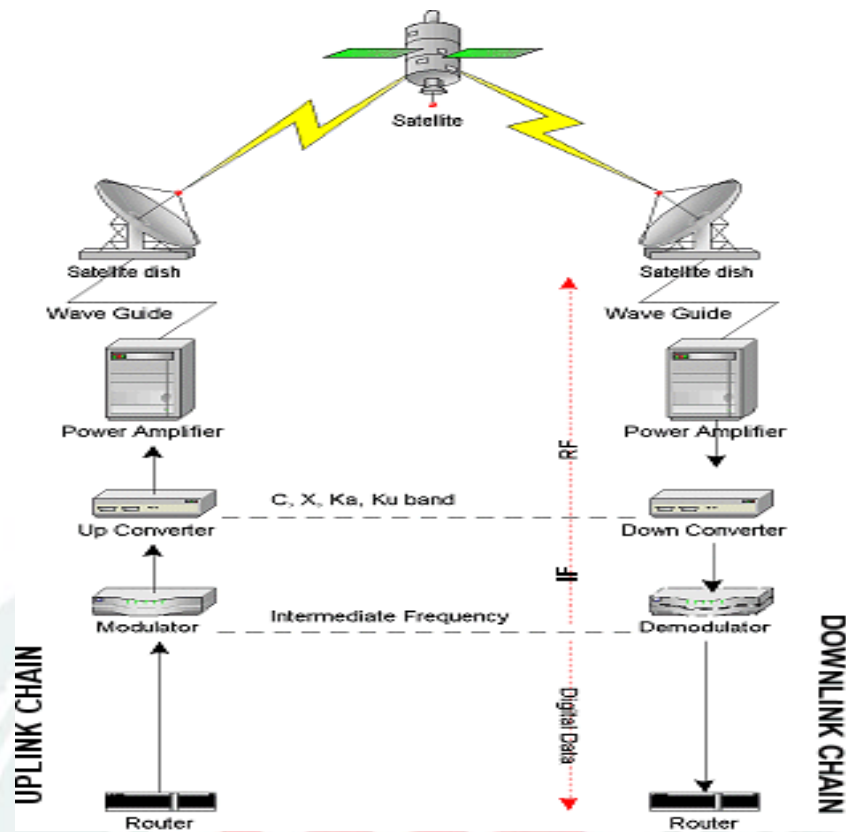 Satellite
Satellite dish
Satellite dish
Wave Guide
Wave Guide
Power Amplifier
Power Amplifier
RF
C, X, Ka, Ku band
Up Converter
Down Converter
IF
Intermediate Frequency
Modulator
Demodulator
UPLINK CHAIN
Digital Data
DOWNLINK CHAIN
Router
Router